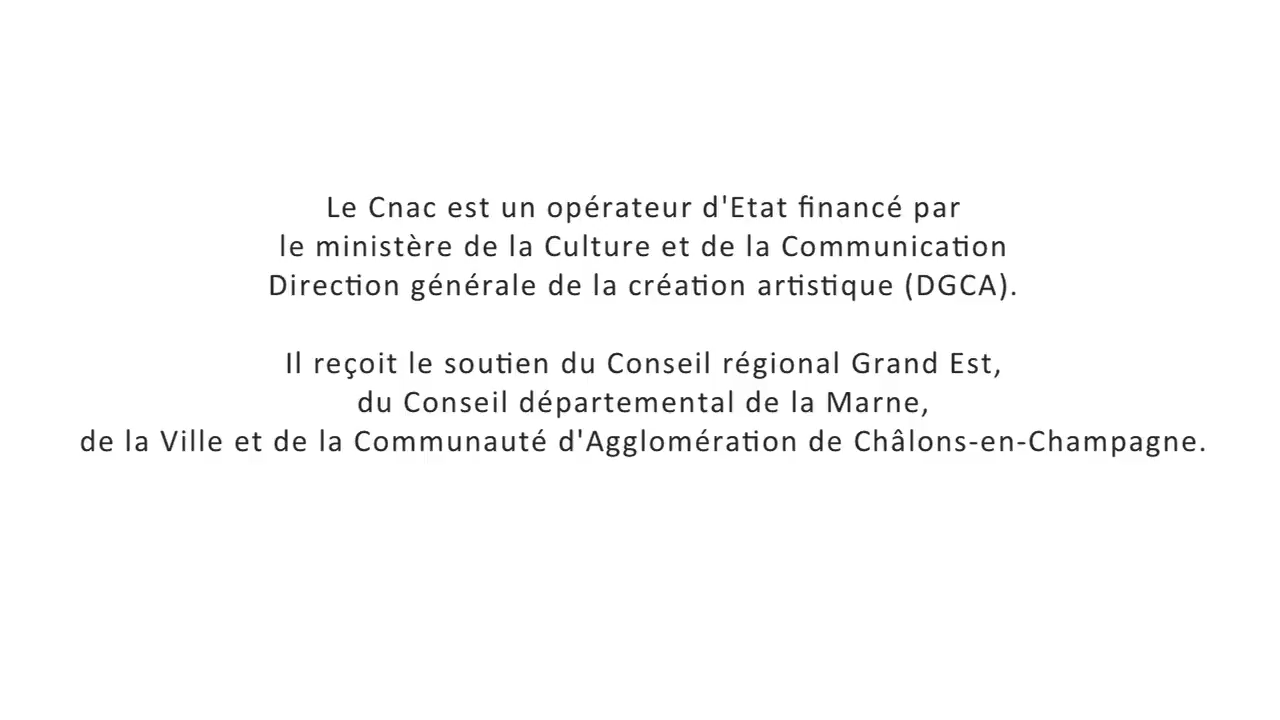 Le Cnac est un opérateur d'Etat financé par
le ministère de la Culture et de la Communication
Direction générale de la création artistique (DGCA).
Il reçoit le soutien du Conseil régional Grand Est,
du Conseil départemental de la Marne,
de la Ville et de la Communauté d'Agglomération de Châlons-en-Champagne.